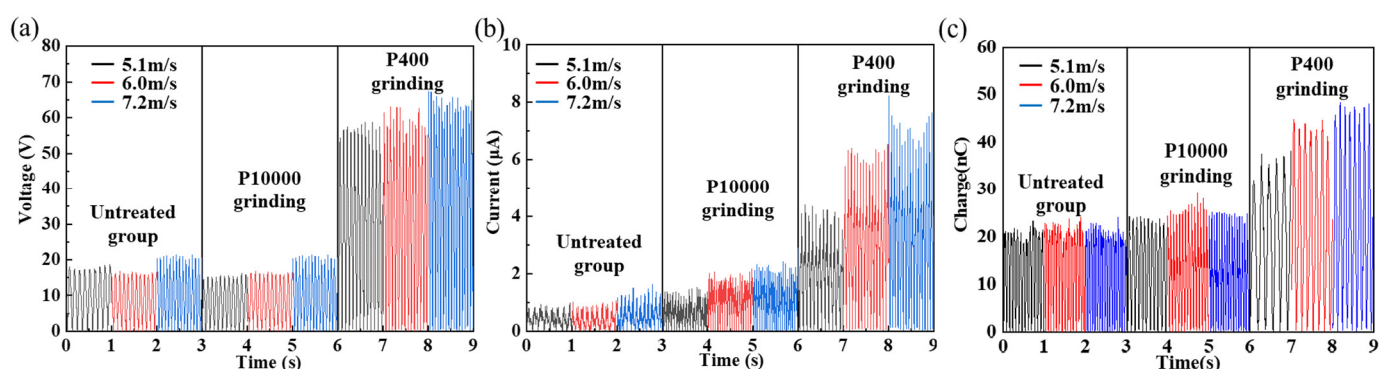 (a)
80
70
60
50
40
30
20
10
0
Voltage (V)
5.1m/s
6.0m/s
7.2m/s
Untreated
group
P10000
grinding
P400
grinding
0 1 2 3 4 5 6 7 8 9
Time (s)
(b)
10
8
6
4
2
0
Current (μA)
5.1m/s
6.0m/s
7.2m/s
Untreated
group
P10000
grinding
P400
grinding
0 1 2 3 4 5 6 7 8 9
Time (s)
(c)
60
50
40
30
20
10
0
Charge(nC)
5.1m/s
6.0m/s
7.2m/s
Untreated
group
P10000
grinding
P400
grinding
0 1 2 3 4 5 6 7 8 9
Time(s)